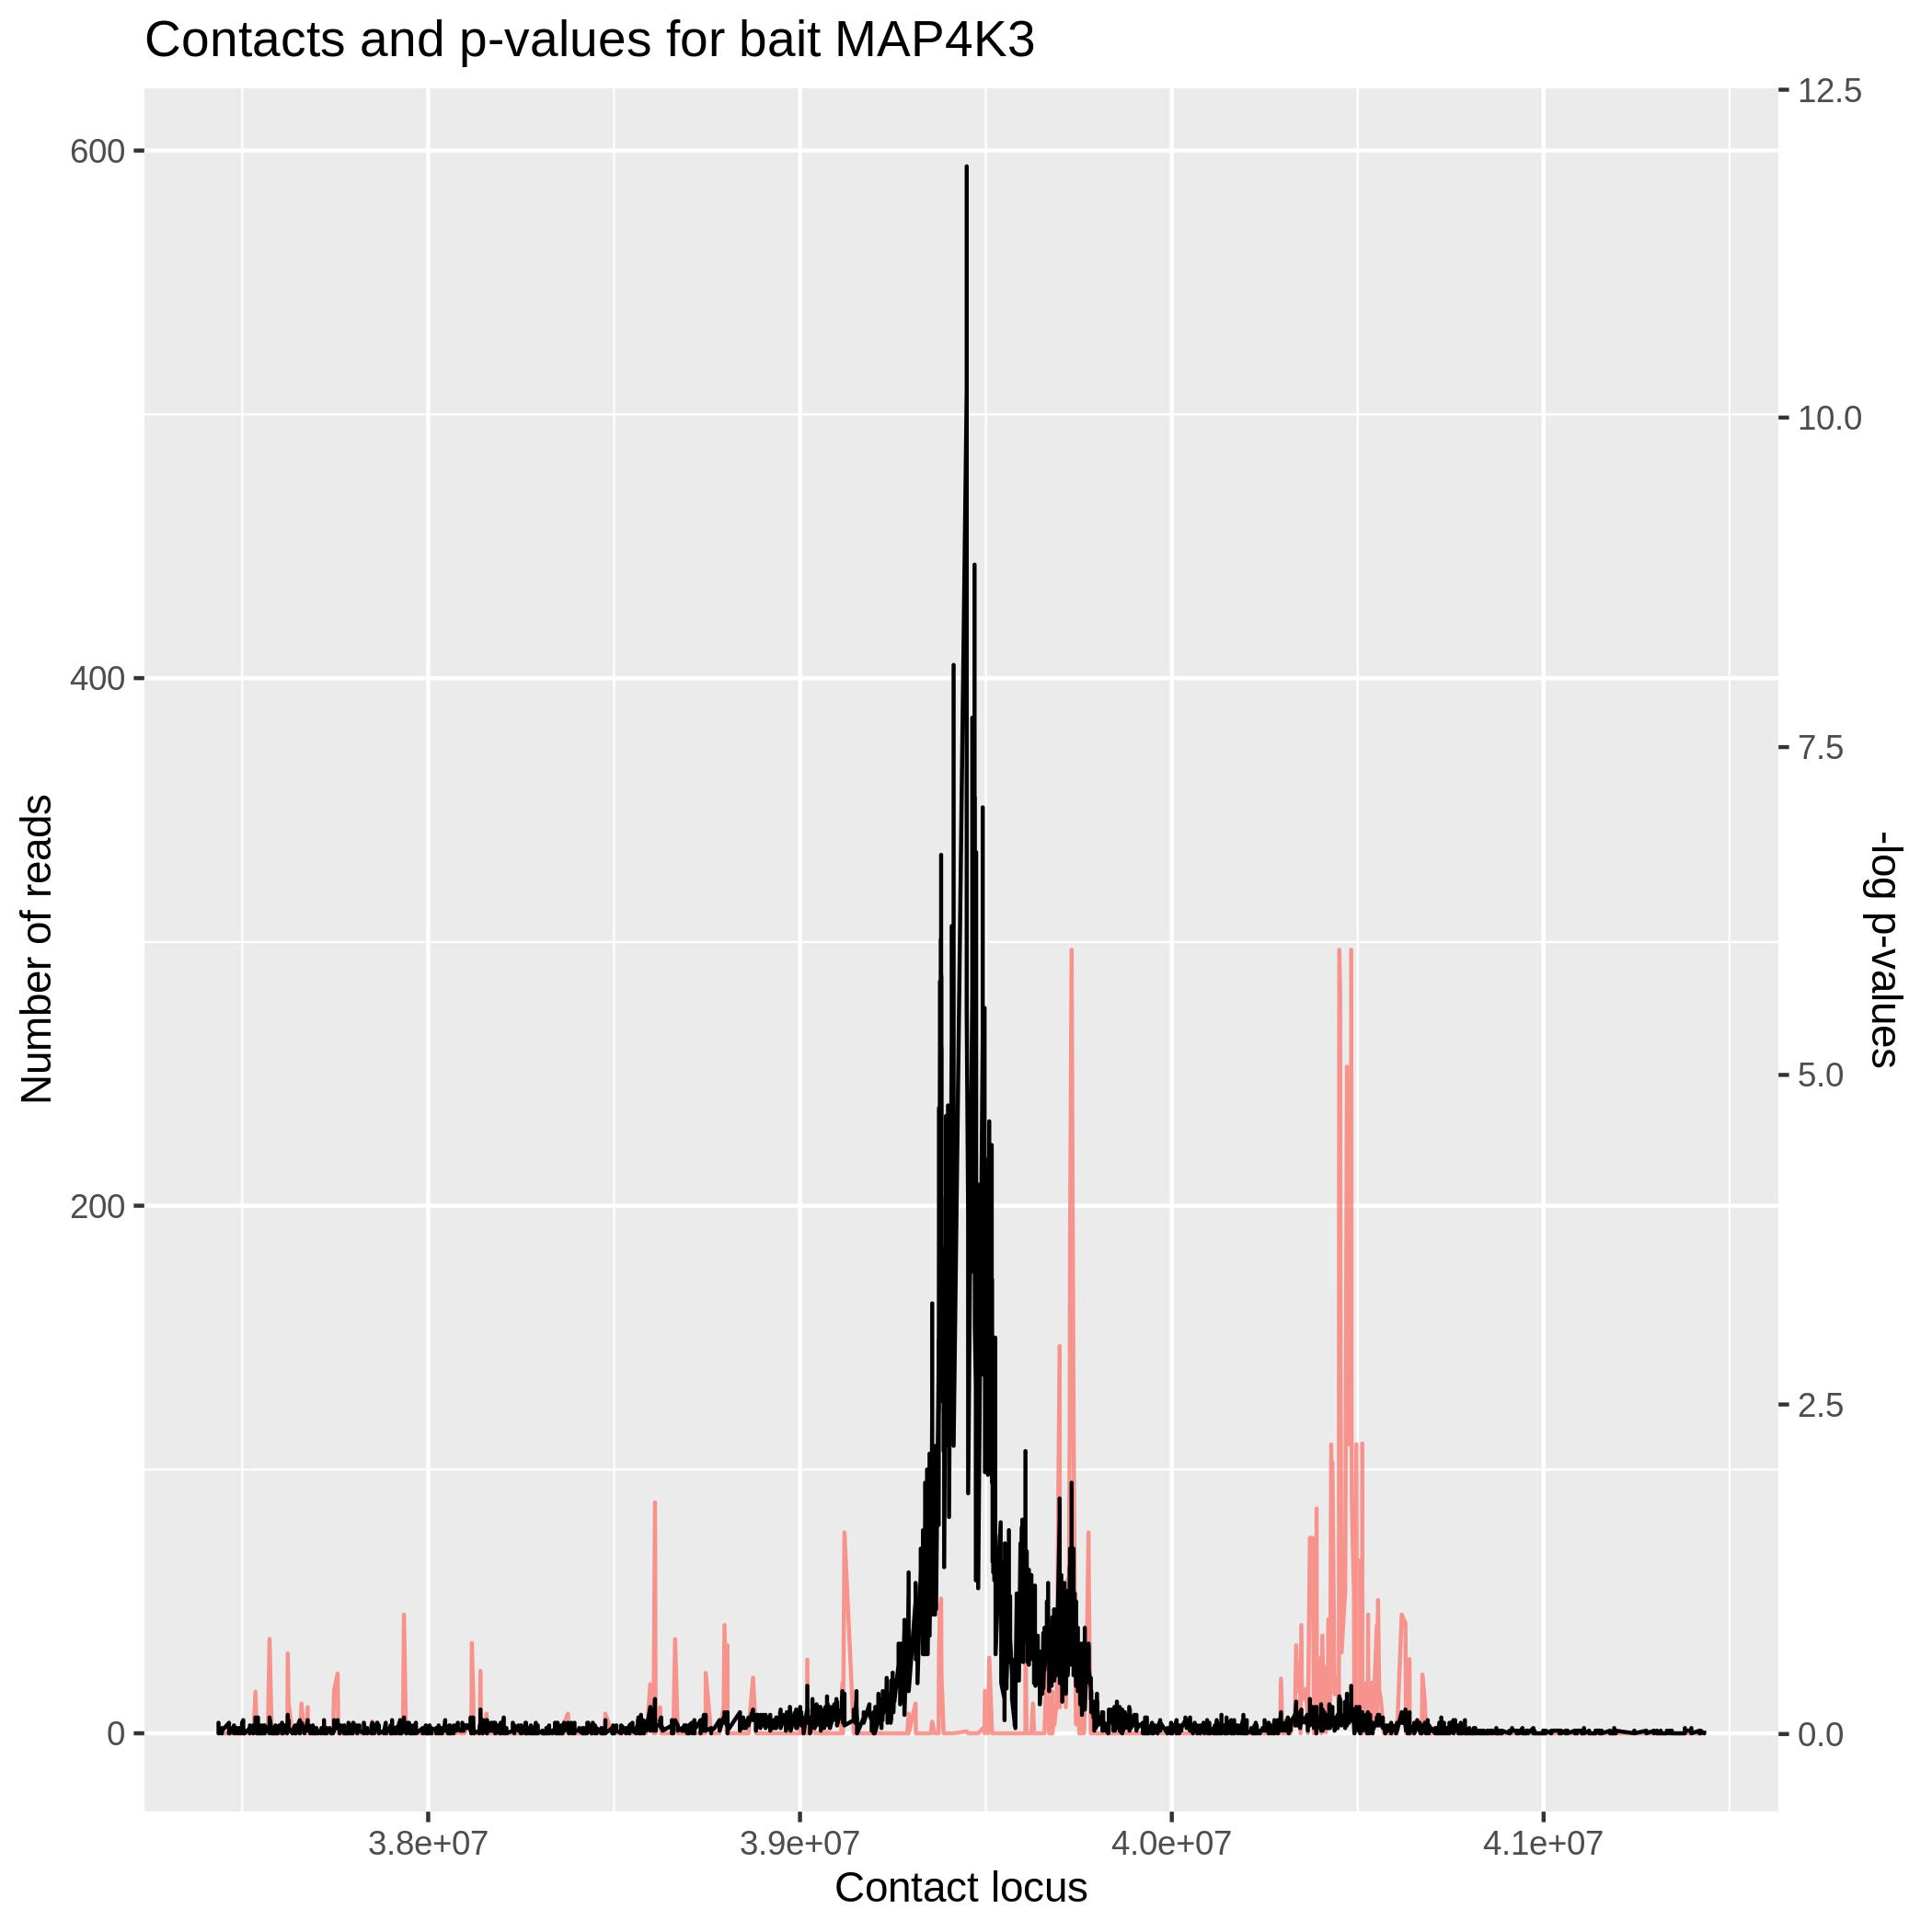 Contacts and p-values for bait MAP4K3
12.5
600
10.0
400
7.5
Number of reads
-log p-values
5.0
200
2.5
0
0.0
3.8e+07
3.9e+07
4.0e+07
4.1e+07
Contact locus